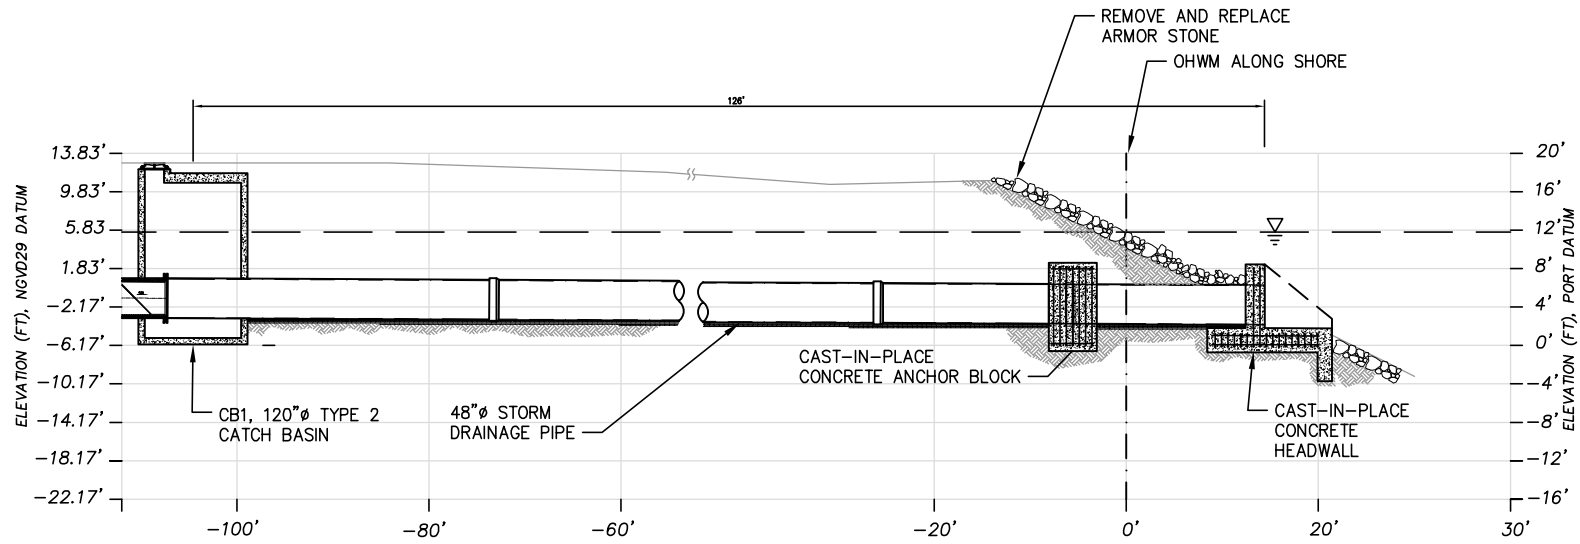 REMOVE AND REPLACE
ARMOR STONE
OHWM ALONG SHORE
126'
ELEVATION (FT), NGVD29 DATUM
13.83'
9.83'
5.83
1.83'
-2.17'
-6.17'
-10.17'
-14.17'
-18.17'
-22.17'
20'
16'
12'
8'
4'
0'
-4'
-8'
-12'
-16'
ELEVATION (FT), PORT DATUM
CAST-IN-PLACE
CONCRETE ANCHOR BLOCK
CB1, 120"ø TYPE 2
CATCH BASIN
48"ø STORM
DRAINAGE PIPE
CAST-IN-PLACE
CONCRETE
HEADWALL
-100'
-80'
-60'
-20'
0'
20'
30'